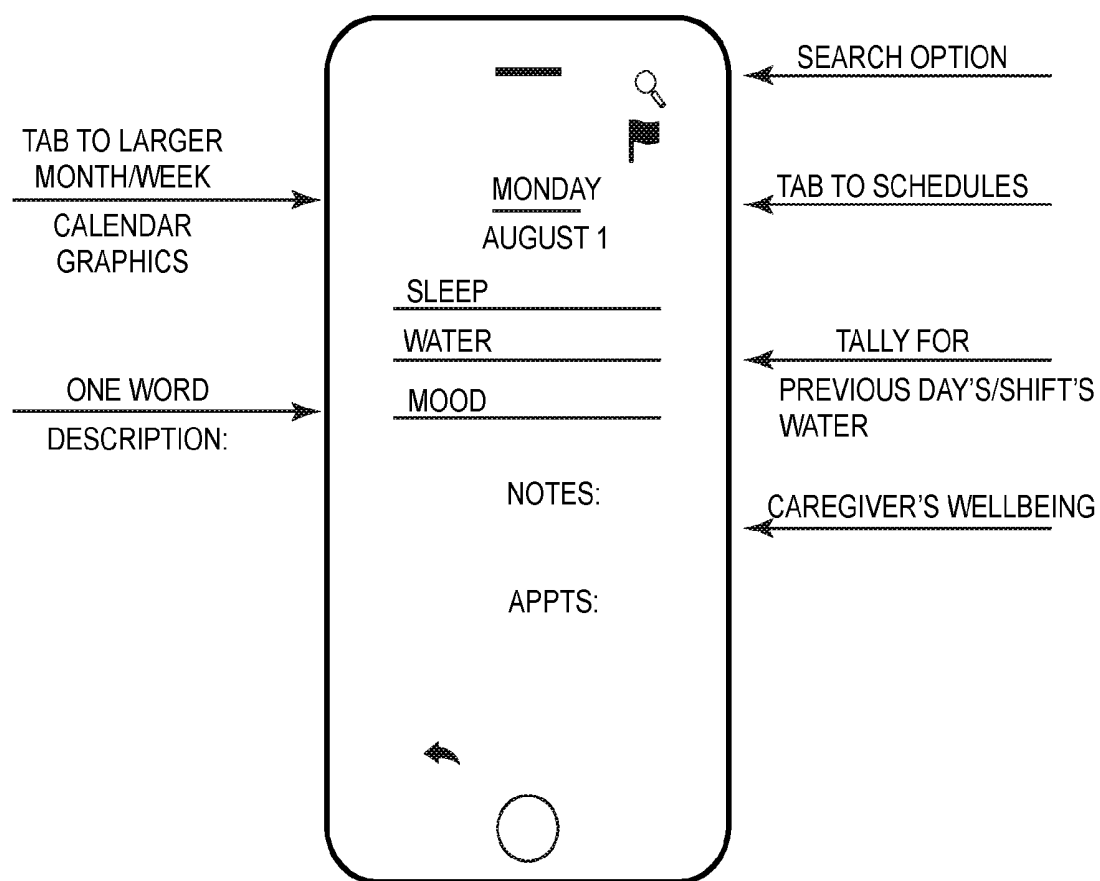 SEARCH OPTION
TAB TO LARGER
MONTH/WEEK
CALENDAR
GRAPHICS
MONDAY
AUGUST 1
TAB TO SCHEDULES
SLEEP
WATER
MOOD
ONE WORD
DESCRIPTION:
TALLY FOR
PREVIOUS DAY'S/SHIFT'S
WATER
NOTES:
CAREGIVER'S WELLBEING
APPTS: